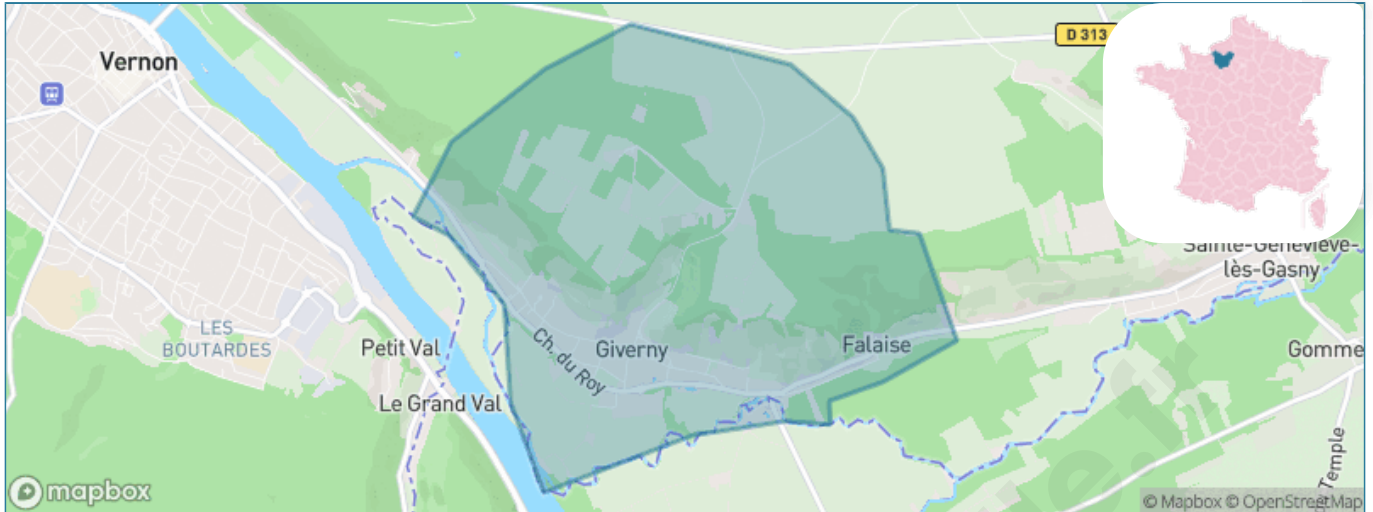 Vernon
D 313
Sainte-Geneviève-
lès-Gasny
LES
BOUTARDES
Petit Val
Ch. du Roy
Giverny
Falaise
Gomme
Le Grand Val
Temple
mapbox
© Mapbox © OpenStreetMap